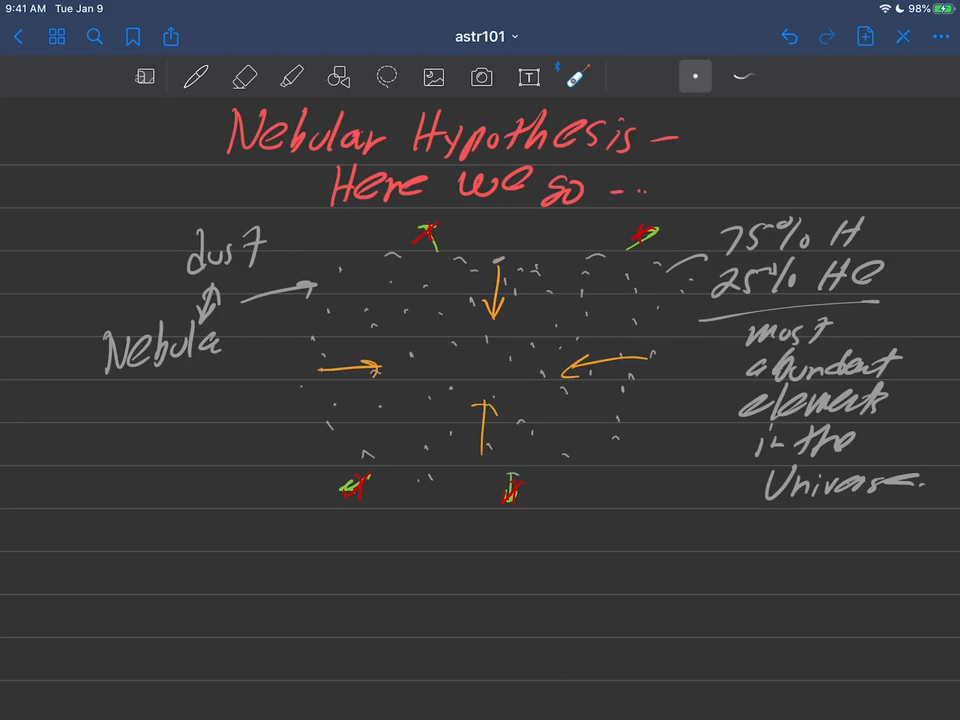 9:41 AM Tue Jan 9
98%
astr101
T
Nebular Hypothesis -
Here we go - ..
dust
Nebula
75% H
25% He
most
abundent
elements
in the
Universe.